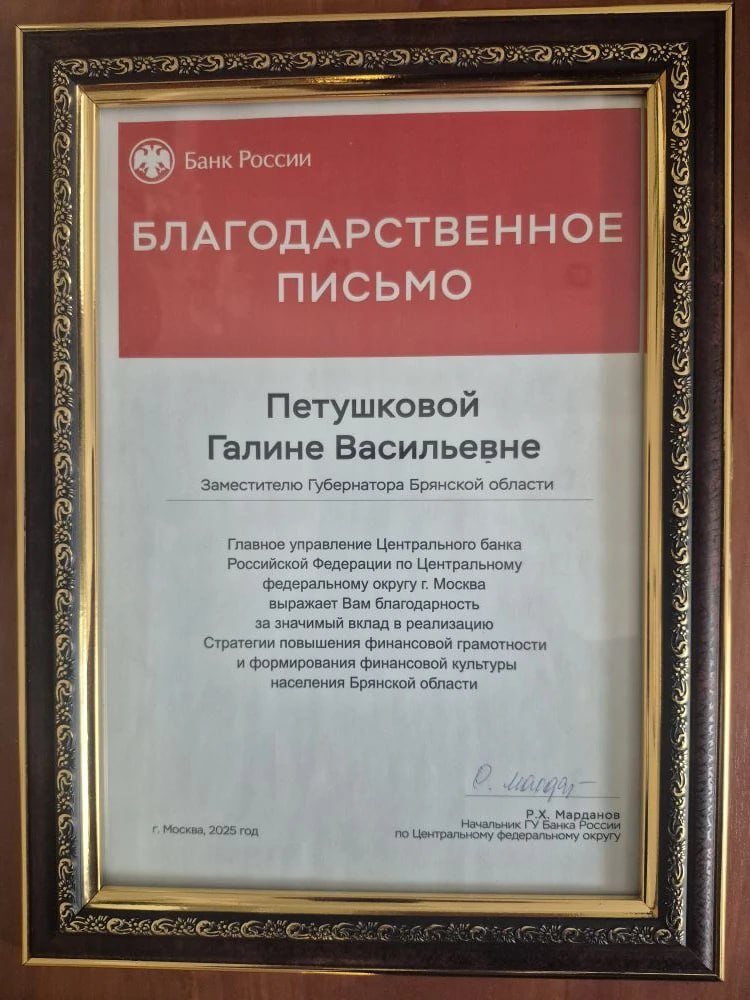 Банк России
БЛАГОДАРСТВЕННОЕ
ПИСЬМО
Петушковой
Галине Васильевне
Заместителю Губернатора Брянской области
Главное управление Центрального банка
Российской Федерации по Центральному
федеральному округу г. Москва
выражает Вам благодарность
за значимый вклад в реализацию
Стратегии повышения финансовой грамотности
и формирования финансовой культуры
населения Брянской области
Р.Х. Марданов
Начальник ГУ Банка России
по Центральному федеральному округу
г. Москва, 2025 год